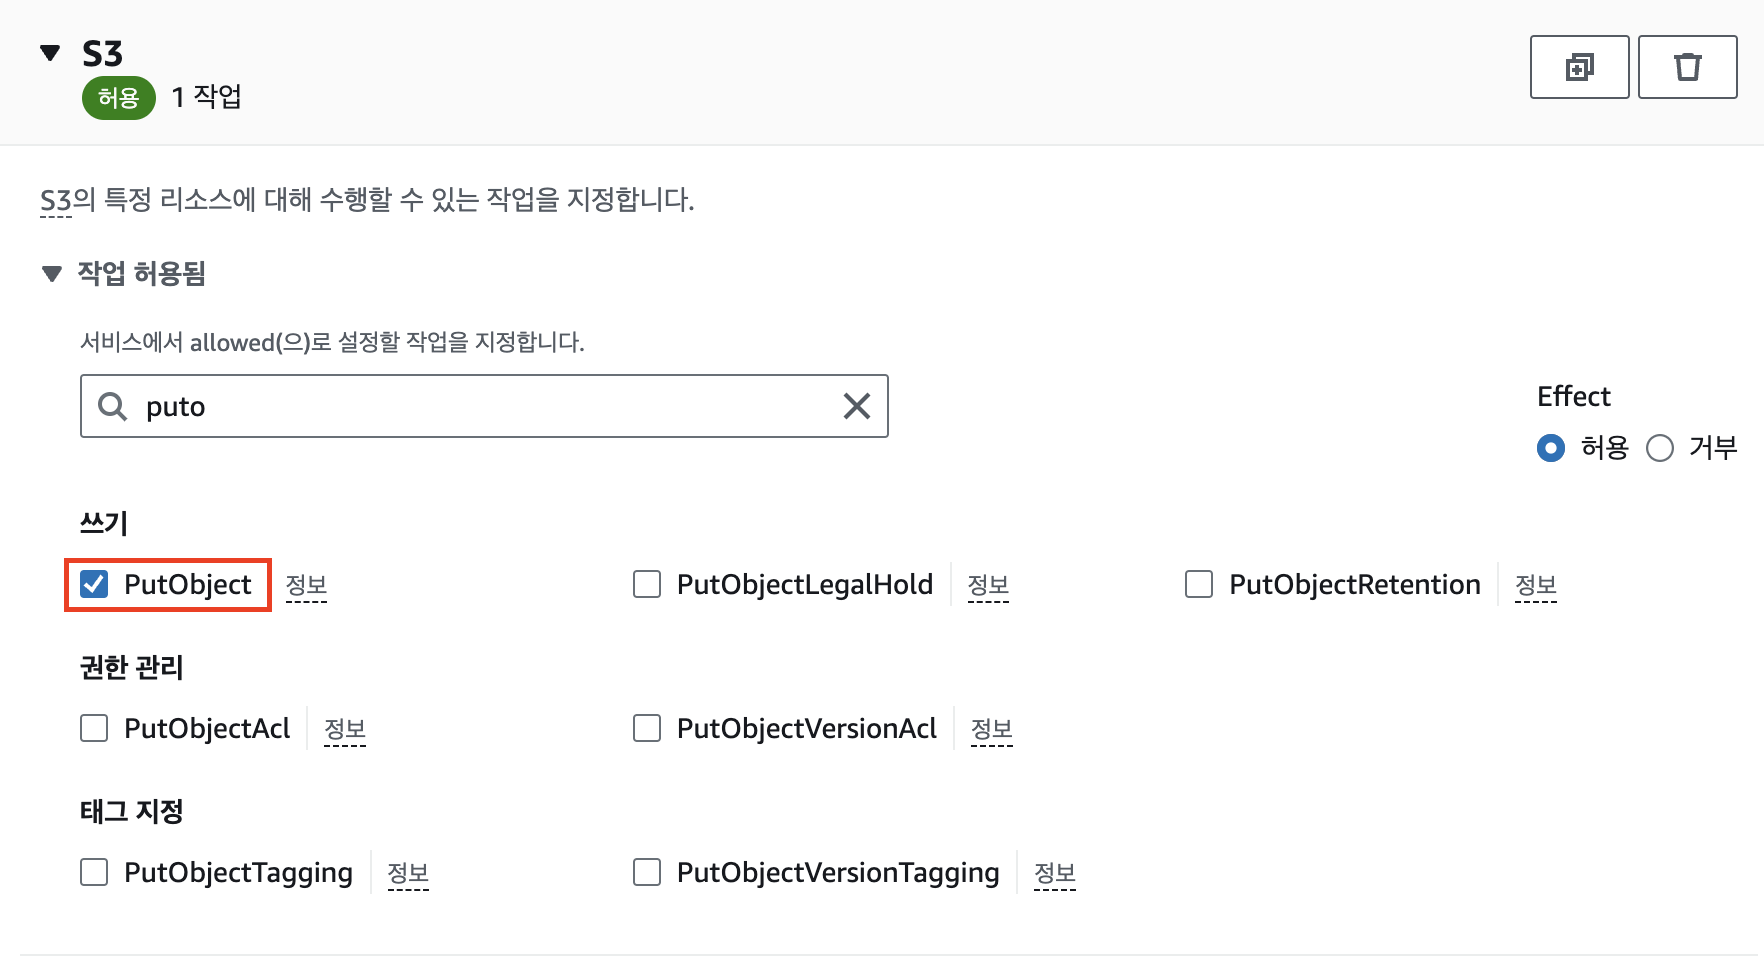 S3
허용 1 작업
S3의 특정 리소스에 대해 수행할 수 있는 작업을 지정합니다.
작업 허용됨
서비스에서 allowed(으)로 설정할 작업을 지정합니다.
puto
Effect
허용 거부
쓰기
PutObject 정보 PutObjectLegalHold 정보 PutObjectRetention 정보
권한 관리
PutObjectAcl 정보 PutObjectVersionAcl 정보
태그 지정
PutObjectTagging 정보 PutObjectVersionTagging 정보